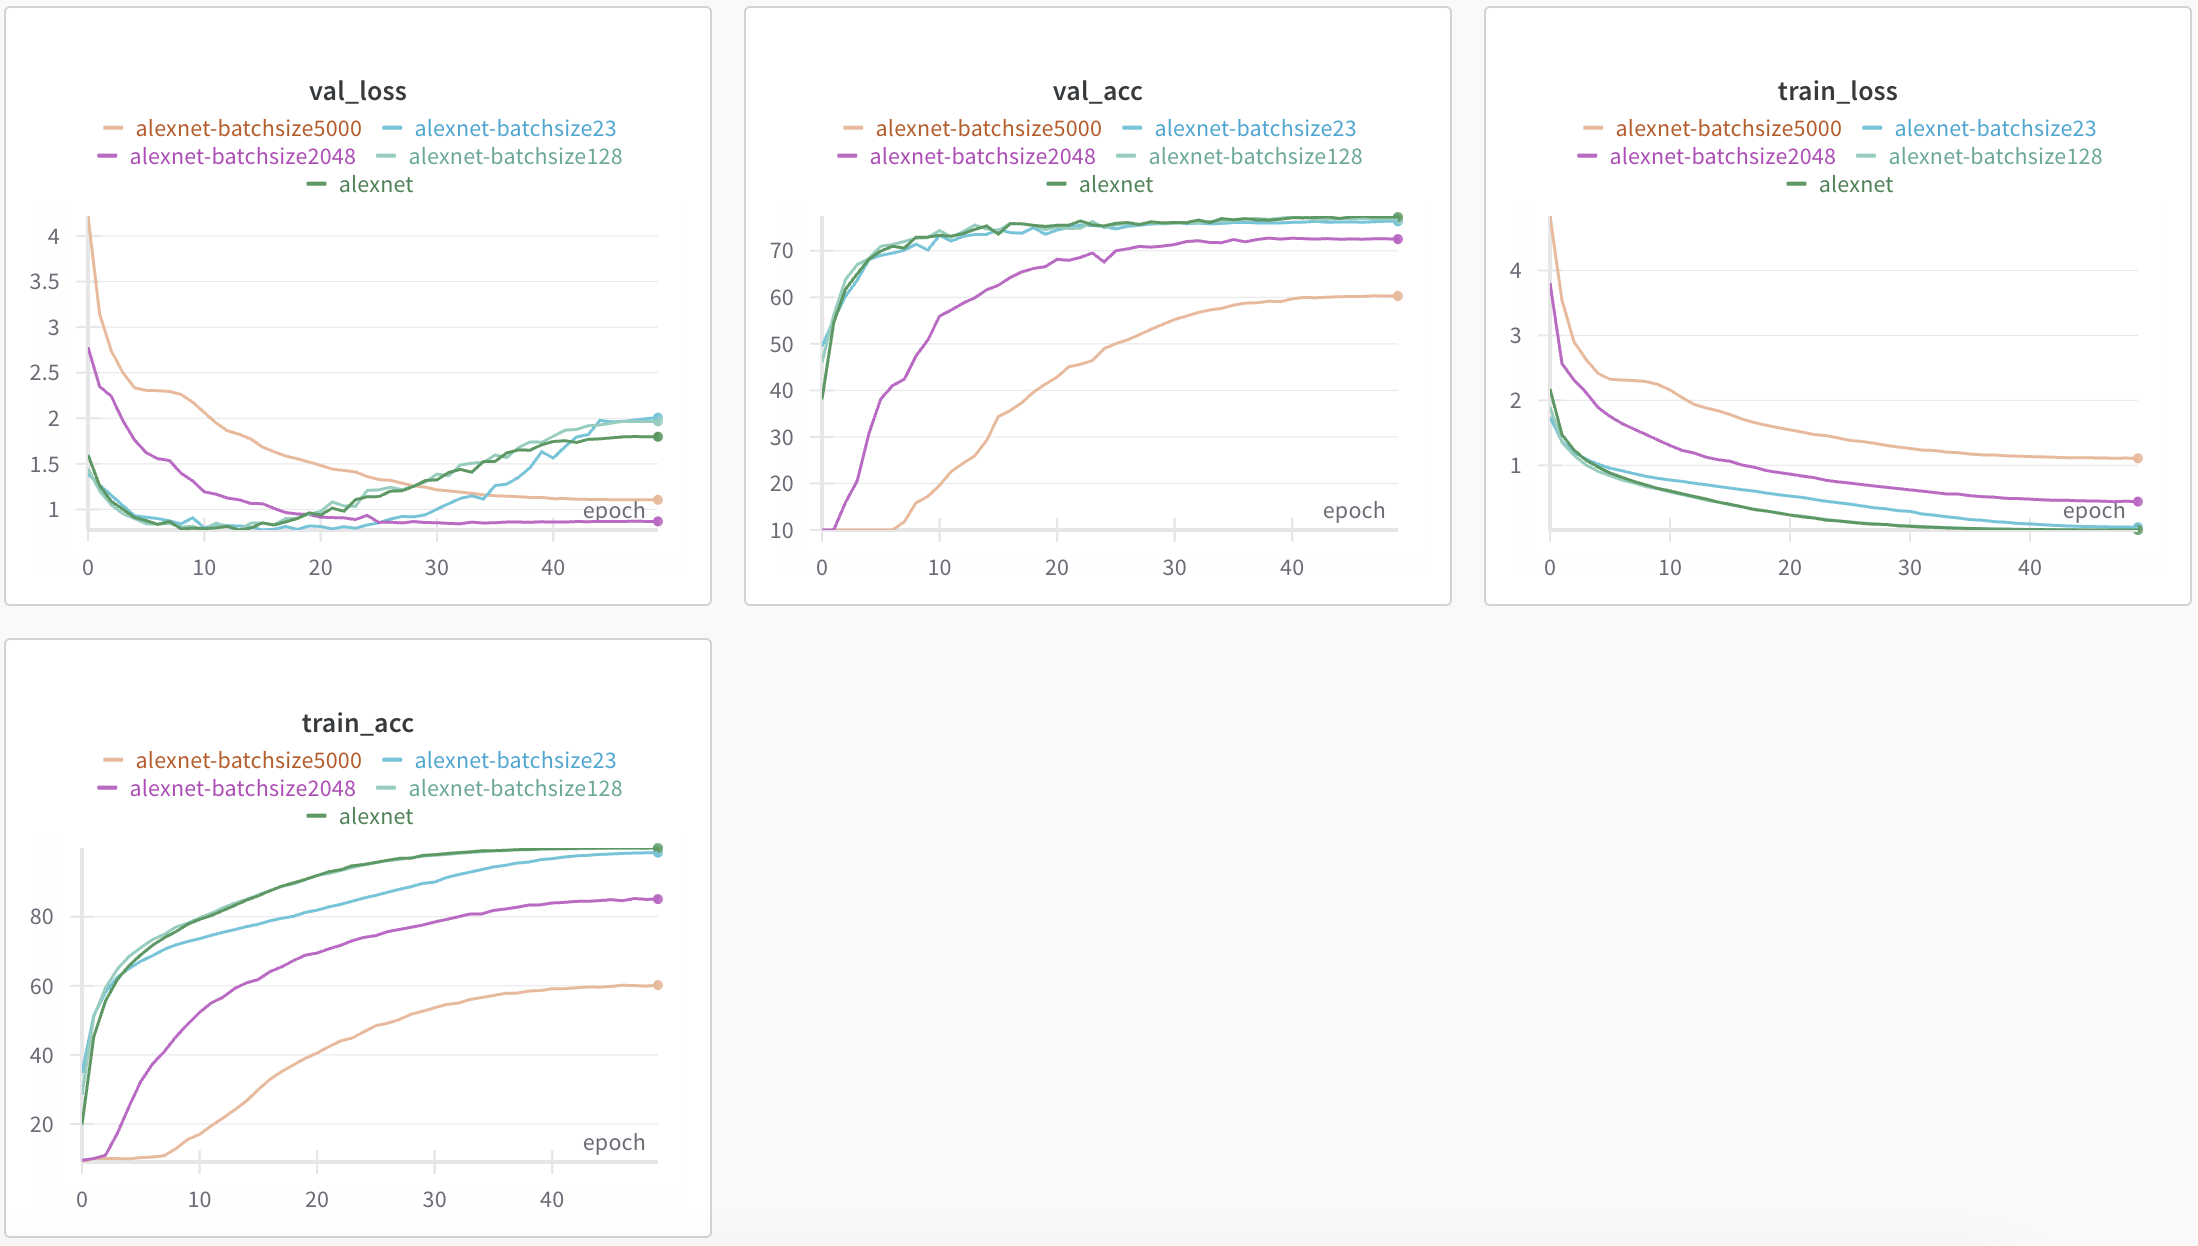 val_loss
alexnet-batchsize5000 alexnet-batchsize23
alexnet-batchsize2048 alexnet-batchsize128
alexnet
4
3.5
3
2.5
2
1.5
1
epoch
0 10 20 30 40
val_acc
alexnet-batchsize5000 alexnet-batchsize23
alexnet-batchsize2048 alexnet-batchsize128
alexnet
70
60
50
40
30
20
10
epoch
0 10 20 30 40
train_loss
alexnet-batchsize5000 alexnet-batchsize23
alexnet-batchsize2048 alexnet-batchsize128
alexnet
4
3
2
1
epoch
0 10 20 30 40
train_acc
alexnet-batchsize5000 alexnet-batchsize23
alexnet-batchsize2048 alexnet-batchsize128
alexnet
80
60
40
20
epoch
0 10 20 30 40